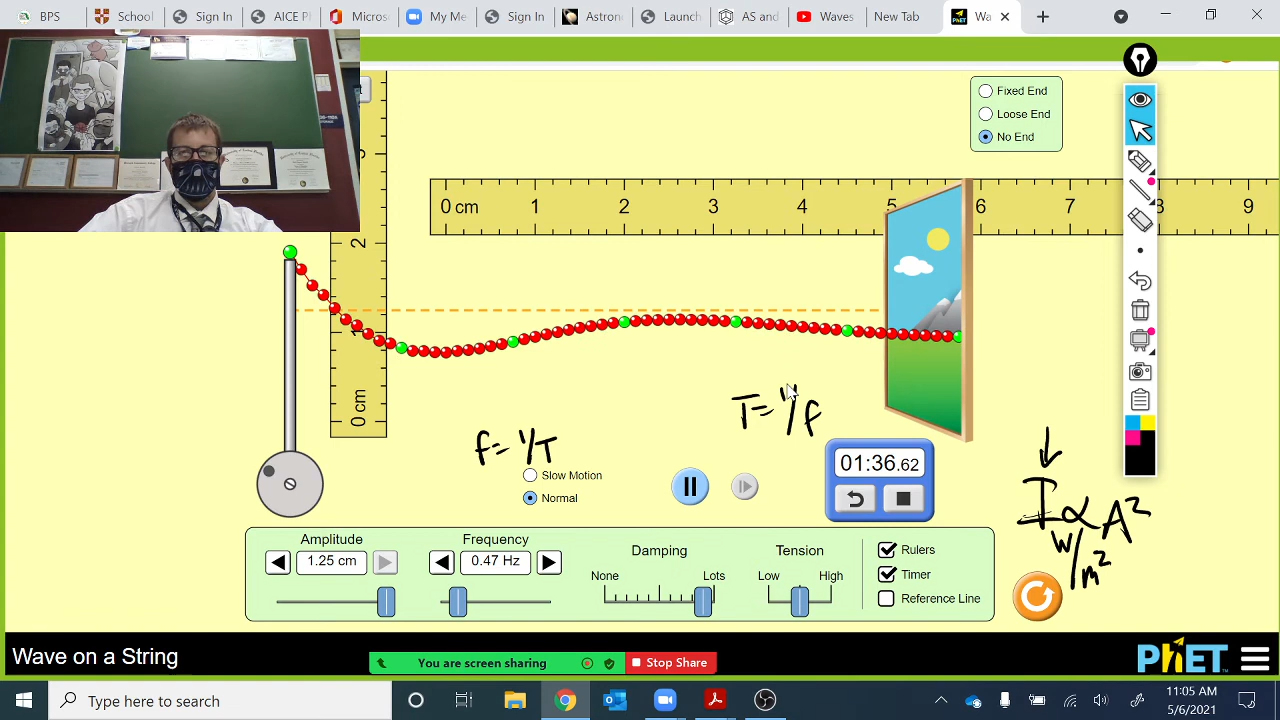 BPS
School
Sign In
AICE Pl
Micros
My Me
Sign In
Astron
Launc
AS and
Waves
New Tab
Wa
Fixed End
Loose End
No End
0 cm 1 2 3 4 5 6 7 8 9
2
1
0 cm
T = 1/f
f = 1/T
Slow Motion
Normal
01:36.62
I ∝ A²
W/m²
Amplitude
1.25 cm
Frequency
0.47 Hz
Damping
None
Lots
Tension
Low
High
Rulers
Timer
Reference Line
Wave on a String
You are screen sharing
Stop Share
PhET
Type here to search
11:05 AM
5/6/2021